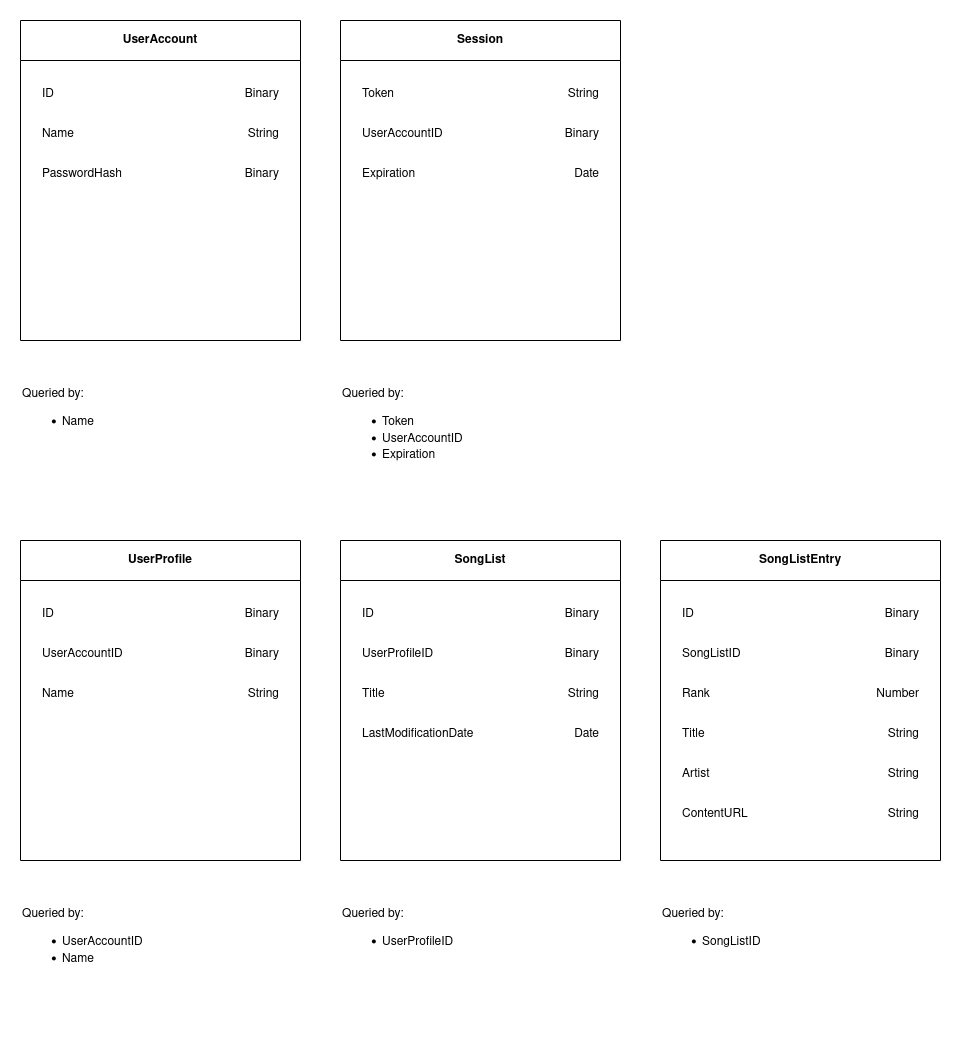 UserAccount
ID Binary
Name String
PasswordHash Binary
Queried by:
• Name
Session
Token String
UserAccountID Binary
Expiration Date
Queried by:
• Token
• UserAccountID
• Expiration
UserProfile
ID Binary
UserAccountID Binary
Name String
Queried by:
• UserAccountID
• Name
SongList
ID Binary
UserProfileID Binary
Title String
LastModificationDate Date
Queried by:
• UserProfileID
SongListEntry
ID Binary
SongListID Binary
Rank Number
Title String
Artist String
ContentURL String
Queried by:
• SongListID